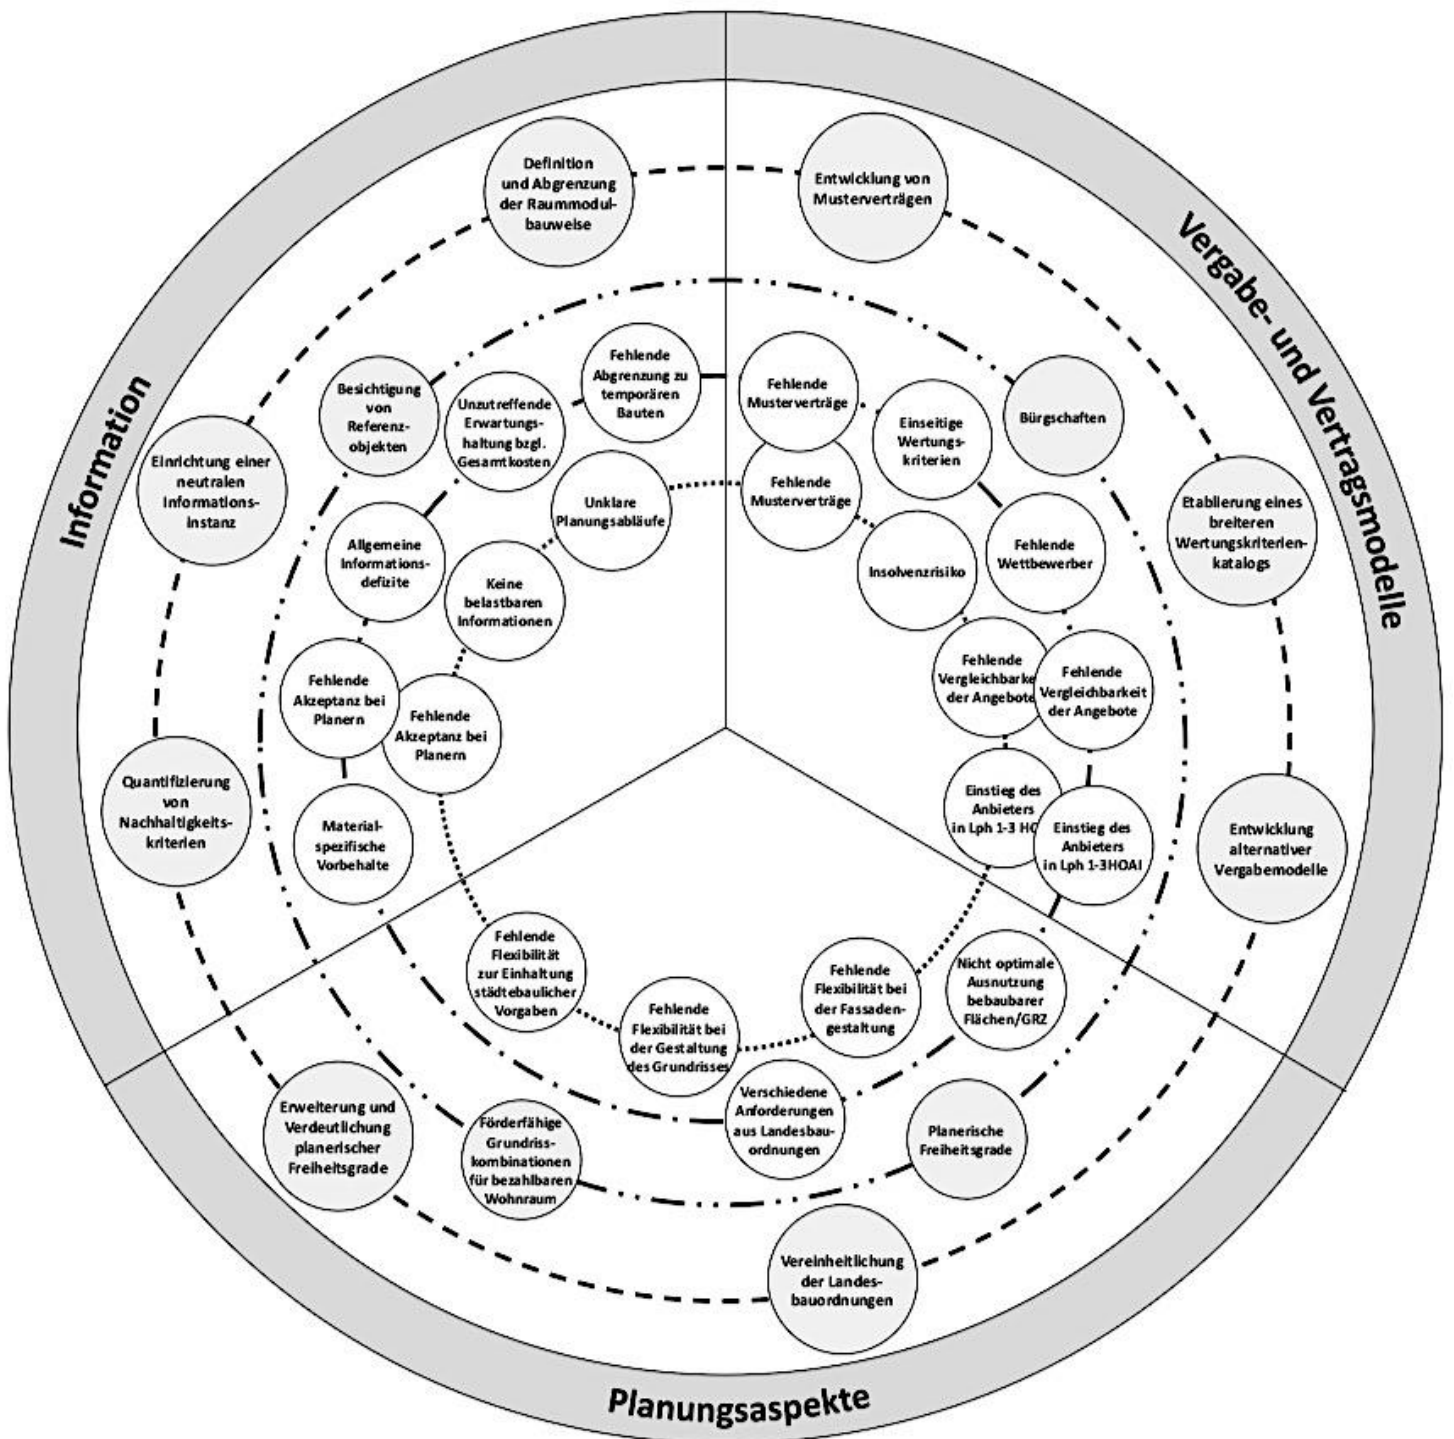 Definition
und Abgrenzung
der Raummodul-
bauweise
Entwicklung von
Musterverträgen
Vergabe- und Vertragsmodelle
Information
Fehlende
Abgrenzung zu
temporären
Bauten
Fehlende
Musterverträge
Besichtigung
von
Referenz-
objekten
Unzutreffende
Erwartungs-
haltung bzgl.
Gesamtkosten
Einseitige
Wertungs-
kriterien
Bürgschaften
Einrichtung einer
neutralen
Informations-
instanz
Unklare
Planungsabläufe
Fehlende
Musterverträge
Etablierung eines
breiteren
Wertungskriterien-
katalogs
Allgemeine
Informations-
defizite
Keine
belastbaren
Informationen
Insolvenzrisiko
Fehlende
Wettbewerber
Fehlende
Akzeptanz bei
Planern
Fehlende
Akzeptanz bei
Planern
Fehlende
Vergleichbarke
der Angebote
Fehlende
Vergleichbarkeit
der Angebote
Quantifizierung
von
Nachhaltigkeits-
kriterien
Material-
spezifische
Vorbehalte
Einstieg des
Anbieters
in Lph 1-3 HO
Einstieg des
Anbieters
in Lph 1-3HOAI
Entwicklung
alternativer
Vergabemodelle
Fehlende
Flexibilität
zur Einhaltung
städtebaulicher
Vorgaben
Fehlende
Flexibilität bei
der Gestaltung
des Grundrisses
Fehlende
Flexibilität bei
der Fassaden-
gestaltung
Nicht optimale
Ausnutzung
bebaubarer
Flächen/GRZ
Erweiterung und
Verdeutlichung
planerischer
Freiheitsgrade
Förderfähige
Grundriss-
kombinationen
für bezahlbaren
Wohnraum
Verschiedene
Anforderungen
aus Landesbau-
ordnungen
Planerische
Freiheitsgrade
Vereinheitlichung
der Landes-
bauordnungen
Planungsaspekte